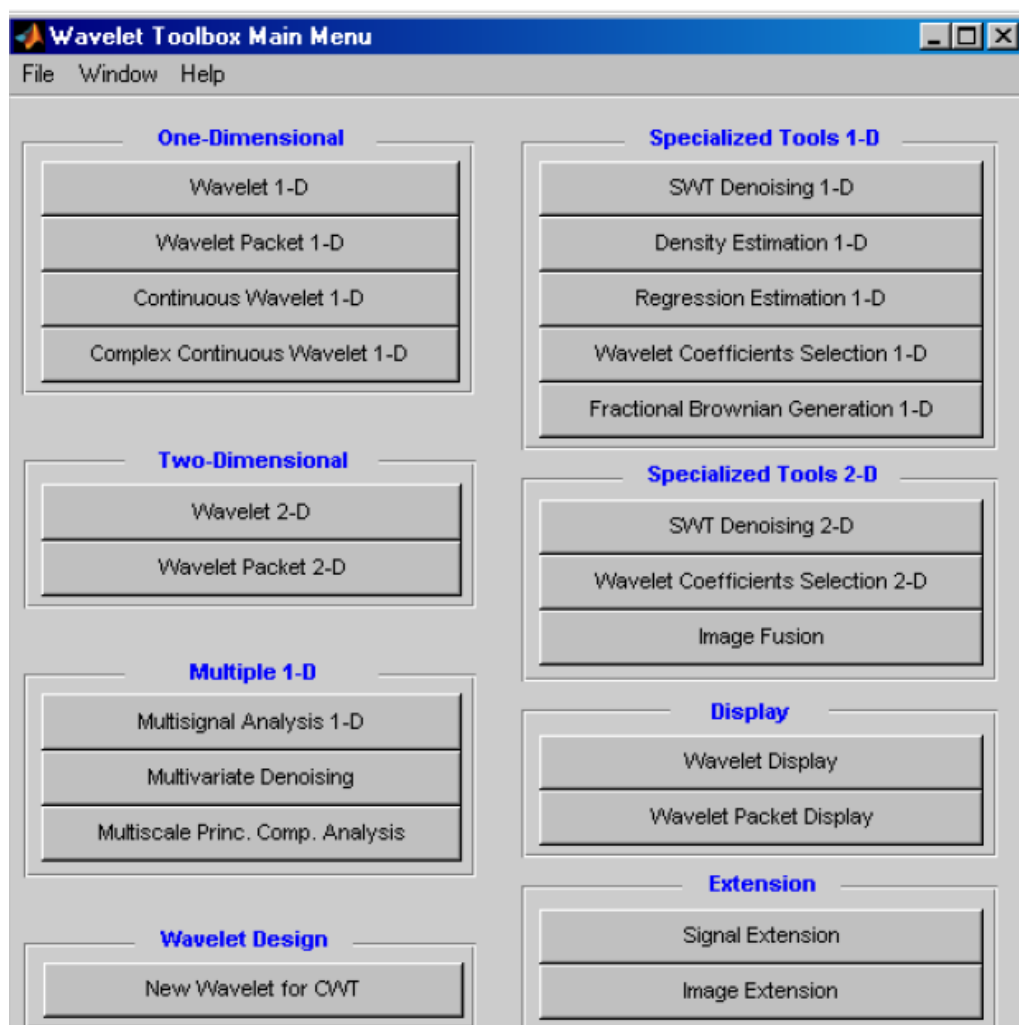 Wavelet Toolbox Main Menu
File Window Help
One-Dimensional
Wavelet 1-D
Wavelet Packet 1-D
Continuous Wavelet 1-D
Complex Continuous Wavelet 1-D
Two-Dimensional
Wavelet 2-D
Wavelet Packet 2-D
Multiple 1-D
Multisignal Analysis 1-D
Multivariate Denoising
Multiscale Princ. Comp. Analysis
Wavelet Design
New Wavelet for CWT
Specialized Tools 1-D
SWT Denoising 1-D
Density Estimation 1-D
Regression Estimation 1-D
Wavelet Coefficients Selection 1-D
Fractional Brownian Generation 1-D
Specialized Tools 2-D
SWT Denoising 2-D
Wavelet Coefficients Selection 2-D
Image Fusion
Display
Wavelet Display
Wavelet Packet Display
Extension
Signal Extension
Image Extension